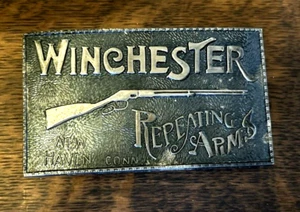 WINCHESTER
REPEATING
ARMS
NEW
HAVEN CONN